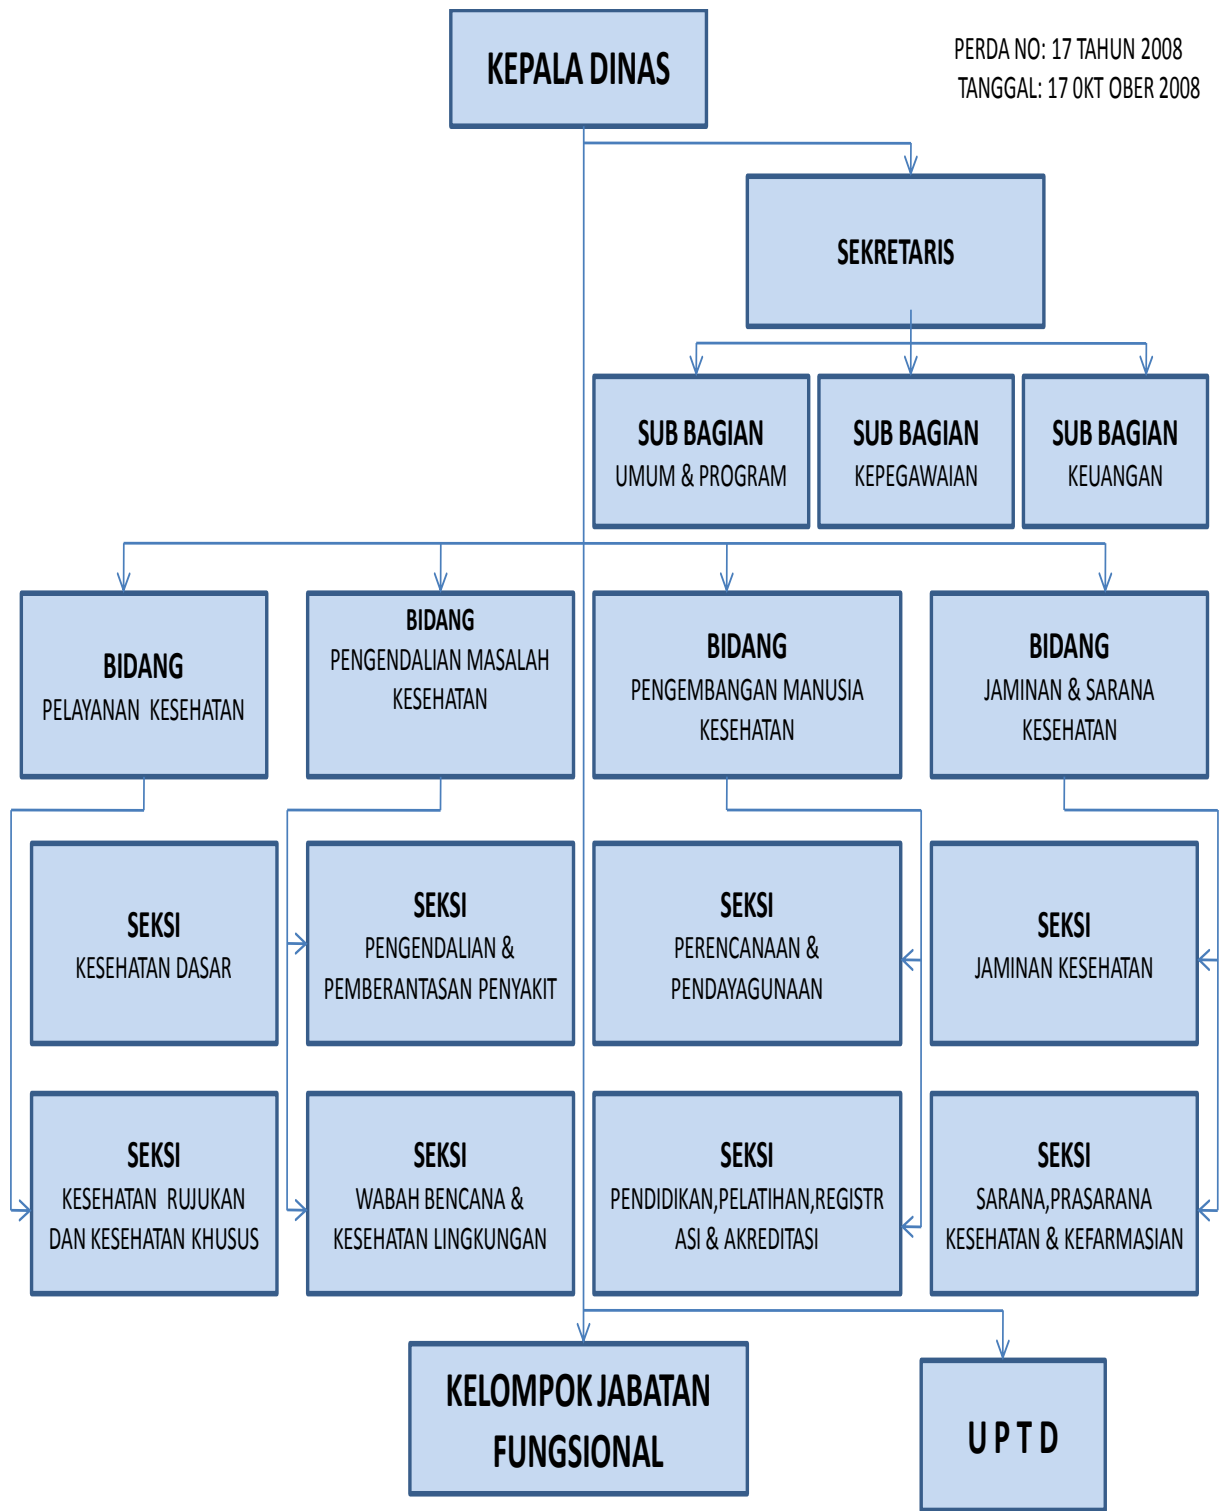 KEPALA DINAS
PERDA NO: 17 TAHUN 2008
TANGGAL: 17 0KT OBER 2008
SEKRETARIS
SUB BAGIAN
UMUM & PROGRAM
SUB BAGIAN
KEPEGAWAIAN
SUB BAGIAN
KEUANGAN
BIDANG
PELAYANAN KESEHATAN
BIDANG
PENGENDALIAN MASALAH
KESEHATAN
BIDANG
PENGEMBANGAN MANUSIA
KESEHATAN
BIDANG
JAMINAN & SARANA
KESEHATAN
SEKSI
KESEHATAN DASAR
SEKSI
PENGENDALIAN &
PEMBERANTASAN PENYAKIT
SEKSI
PERENCANAAN &
PENDAYAGUNAAN
SEKSI
JAMINAN KESEHATAN
SEKSI
KESEHATAN RUJUKAN
DAN KESEHATAN KHUSUS
SEKSI
WABAH BENCANA &
KESEHATAN LINGKUNGAN
SEKSI
PENDIDIKAN,PELATIHAN,REGISTR
ASI & AKREDITASI
SEKSI
SARANA,PRASARANA
KESEHATAN & KEFARMASIAN
KELOMPOK JABATAN
FUNGSIONAL
U P T D